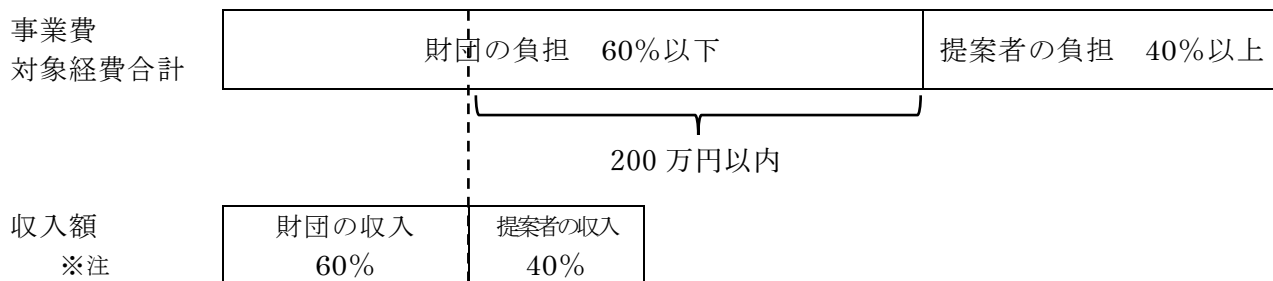 事業費
対象経費合計
財団の負担　60％以下
提案者の負担　40％以上
200 万円以内
収入額
※注
財団の収入
60％
提案者の収入
40％